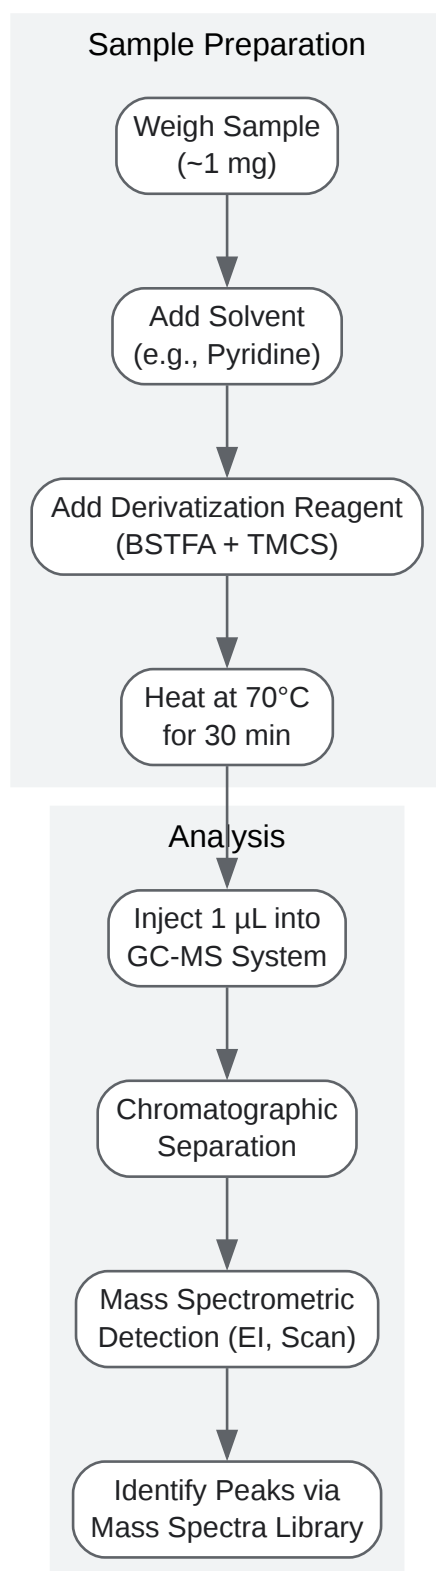 Sample Preparation
Weigh Sample
(~1 mg)
Add Solvent
(e.g., Pyridine)
Add Derivatization Reagent
(BSTFA + TMCS)
Heat at 70°C
for 30 min
Analysis
Inject 1 µL into
GC-MS System
Chromatographic
Separation
Mass Spectrometric
Detection (EI, Scan)
Identify Peaks via
Mass Spectra Library